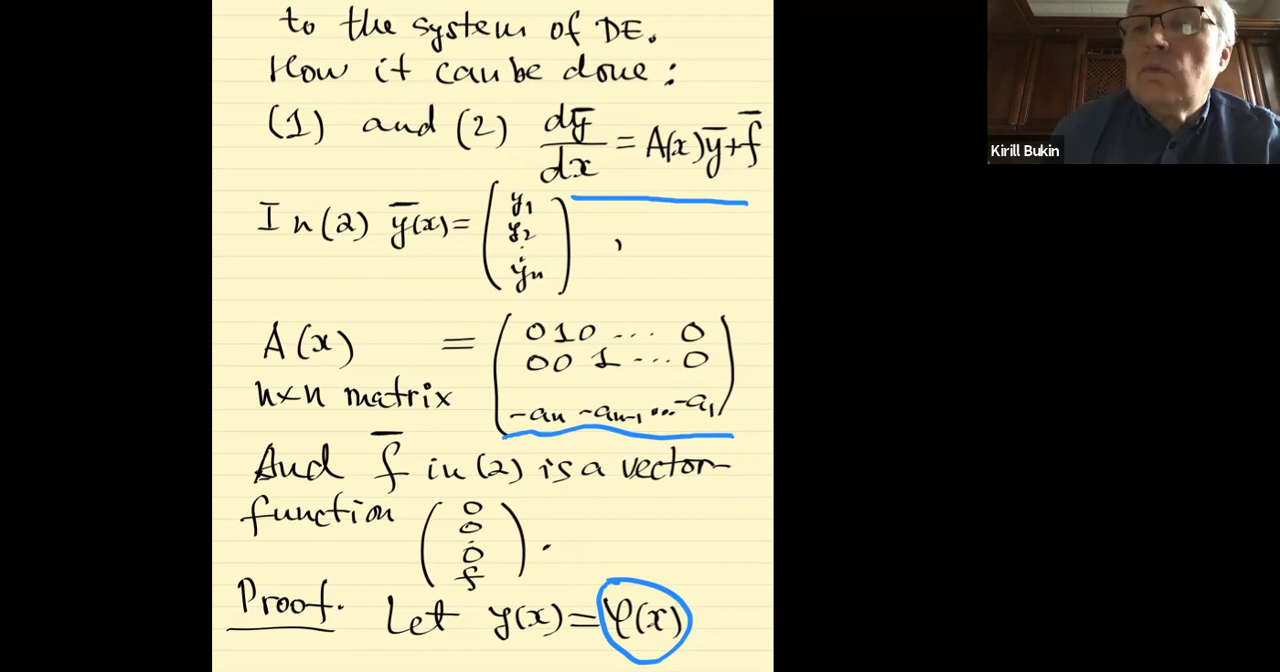 to the system of DE.
How it can be done :
(1) and (2) dȳ/dx = A(x)ȳ+f̄
In (2) ȳ(x)= (y₁ y₂ ⋮ yₙ) ,
A(x) = (0 1 0 ... 0
0 0 1 ... 0
n×n matrix -aₙ -aₙ₋₁ ... -a₁)
And f̄ in (2) is a vector-
function (0 0 ⋮ 0 f) .
Proof. Let y(x)=φ(x)
Kirill Bukin